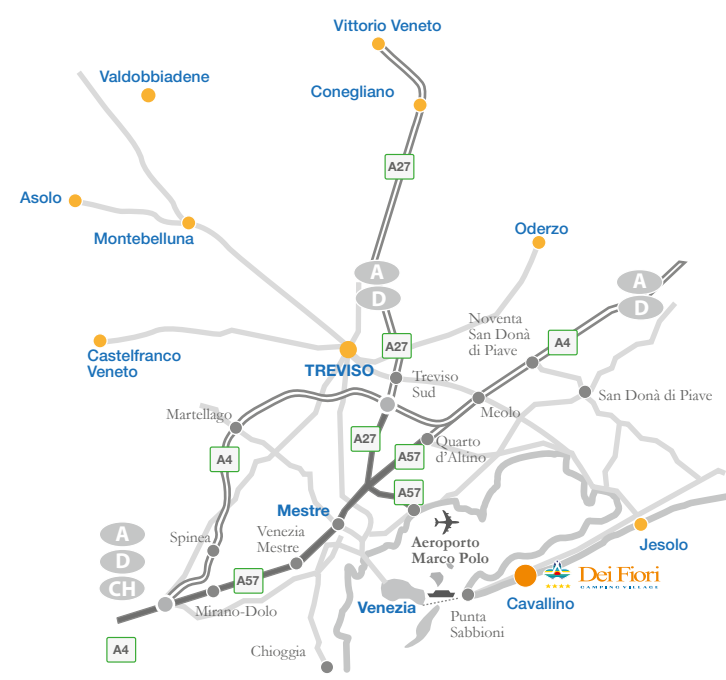 Vittorio Veneto
Valdobbiadene
Conegliano
A27
Asolo
Montebelluna
Oderzo
A
D
A
D
Noventa
San Donà
di Piave
A4
A27
Castelfranco
Veneto
TREVISO
Treviso
Sud
San Donà di Piave
Martellago
Meolo
A27
Quarto
d'Altino
A57
A4
A57
Mestre
Venezia
Mestre
Spinea
A
D
CH
Aeroporto
Marco Polo
Jesolo
A57
Dei Fiori
CAMPING VILLAGE
Cavallino
Mirano-Dolo
Venezia
Punta
Sabbioni
A4
Chioggia